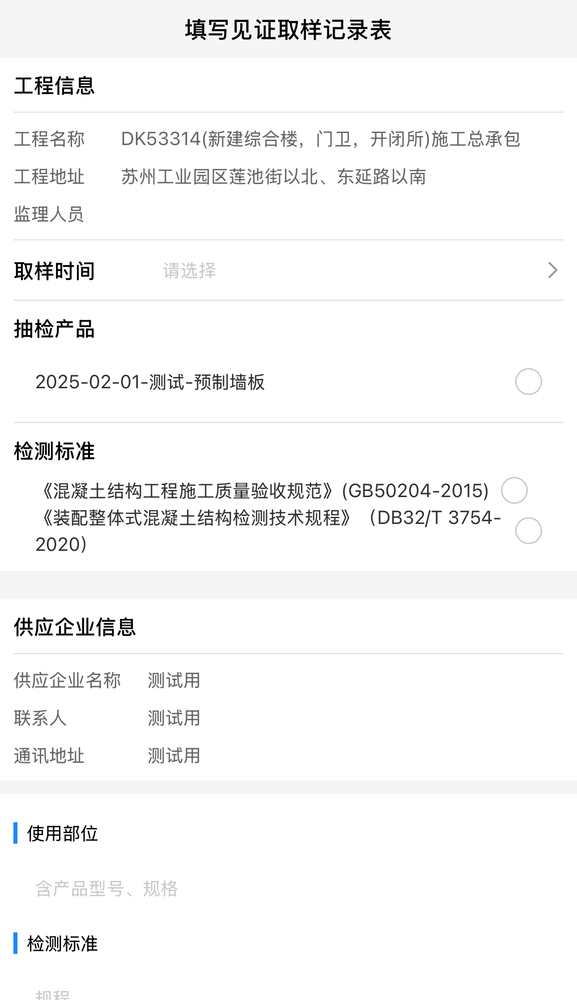 填写见证取样记录表
工程信息
工程名称 DK53314(新建综合楼，门卫，开闭所)施工总承包
工程地址 苏州工业园区莲池街以北、东延路以南
监理人员
取样时间 请选择
抽检产品
2025-02-01-测试-预制墙板
检测标准
《混凝土结构工程施工质量验收规范》(GB50204-2015)
《装配整体式混凝土结构检测技术规程》（DB32/T 3754-
2020)
供应企业信息
供应企业名称 测试用
联系人 测试用
通讯地址 测试用
使用部位
含产品型号、规格
检测标准
规程